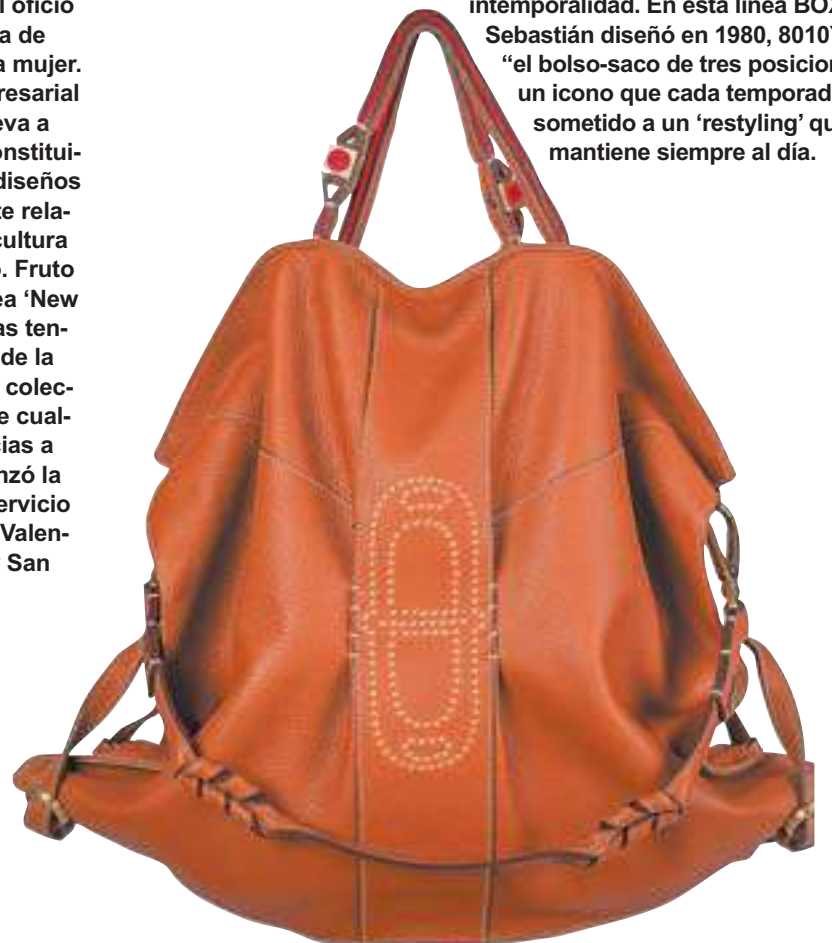 l oficio
a de
a mujer.
resarial
eva a
onstitui-
diseños
te rela-
cultura
o. Fruto
ea ‘New
as ten-
de la
colec-
e cual-
cias a
nzó la
ervicio
Valen-
San
intemporalidad. En esta línea BOX
Sebastián diseñó en 1980, 8010
“el bolso-saco de tres posicion
un icono que cada temporad
sometido a un ‘restyling’ qu
mantiene siempre al día.